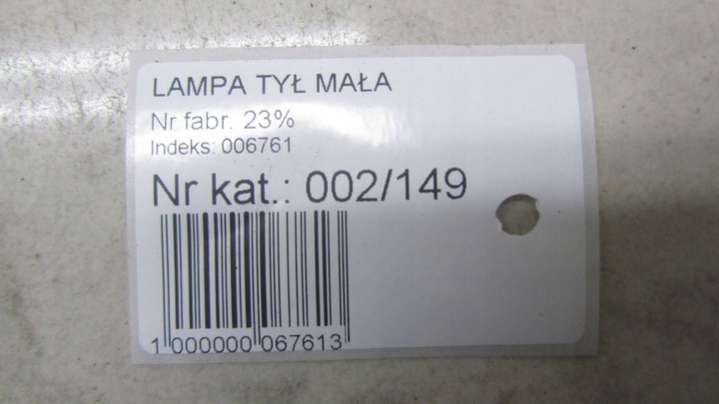 LAMPA TYŁ MAŁA
Nr fabr. 23%
Indeks: 006761
Nr kat.: 002/149
1 000000 067613